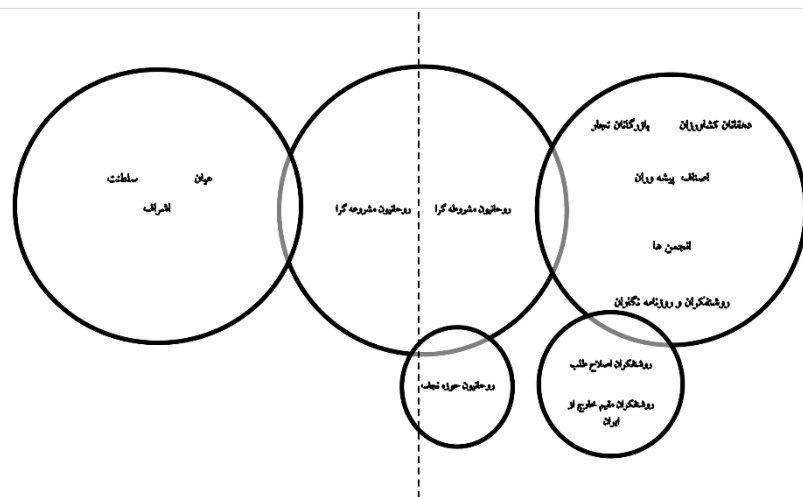 دهقانان کشاورزان
بازرگانان تجار
اصناف پیشه وران
انجمن ها
روشنفکران و روزنامه نگاران
روشنفکران اصلاح طلب
روشنفکران مقیم خارج از
ایران
روحانیون مشروطه گرا
روحانیون مشروعه گرا
روحانیون حوزه نجف
عیان
سلطنت
اشراف